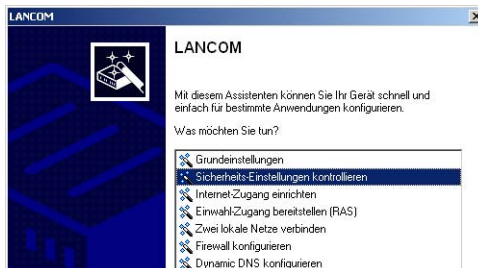 LANCOM
LANCOM
Mit diesem Assistenten können Sie Ihr Gerät schnell und
einfach für bestimmte Anwendungen konfigurieren.
Was möchten Sie tun?
Grundeinstellungen
Sicherheits-Einstellungen kontrollieren
Internet-Zugang einrichten
Einwahl-Zugang bereitstellen (RAS)
Zwei lokale Netze verbinden
Firewall konfigurieren
Dynamic DNS konfigurieren